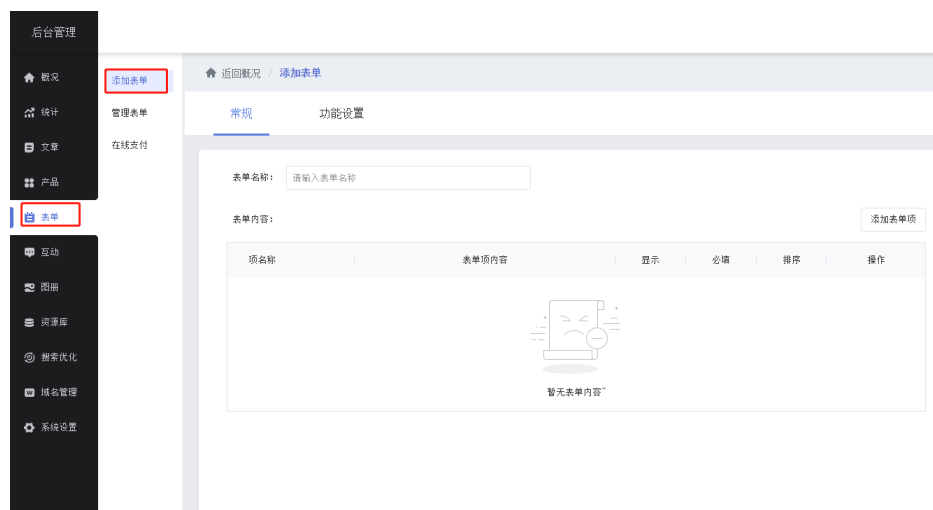 后台管理
概况
统计
文章
产品
表单
互动
图册
资源库
搜索优化
域名管理
系统设置
添加表单
管理表单
在线支付
返回概况 / 添加表单
常规 功能设置
表单名称： 请输入表单名称
表单内容： 添加表单项
项名称 表单项内容 显示 必填 排序 操作
暂无表单内容~